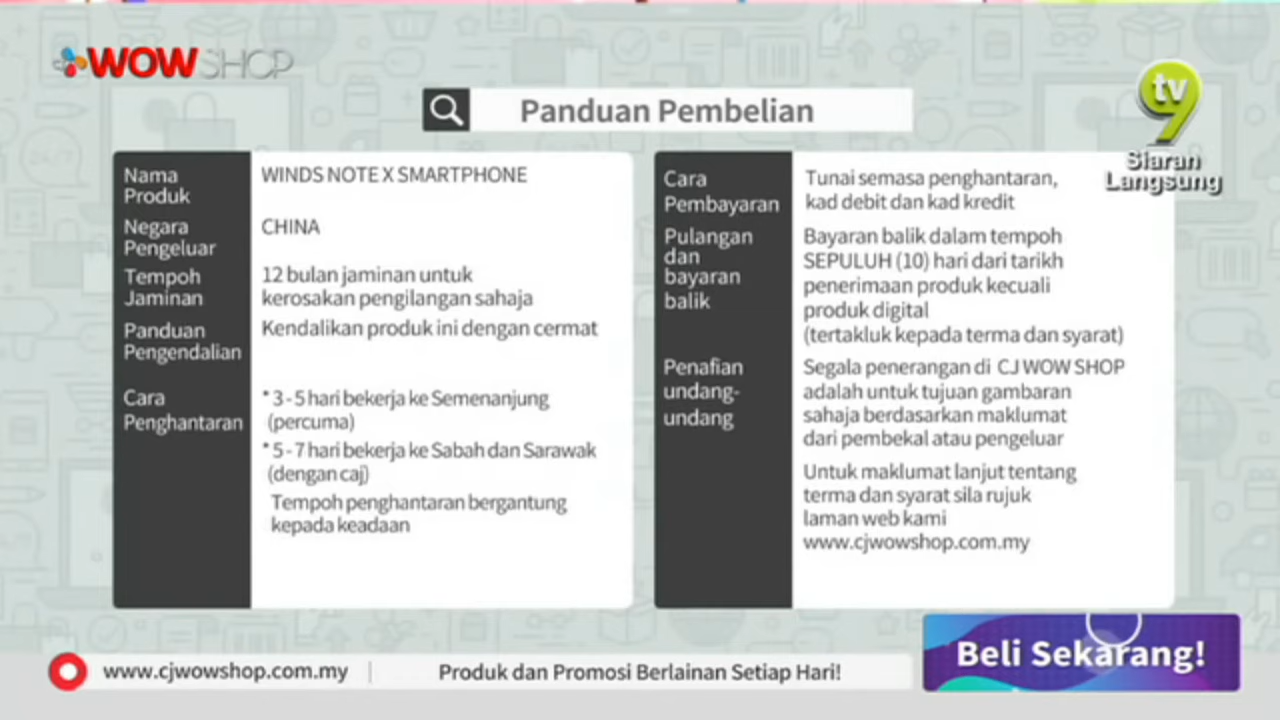 WOWSHOP
Panduan Pembelian
tv9
Siaran
Langsung
Nama
Produk
WINDS NOTE X SMARTPHONE
Negara
Pengeluar
CHINA
Tempoh
Jaminan
12 bulan jaminan untuk
kerosakan pengilangan sahaja
Panduan
Pengendalian
Kendalikan produk ini dengan cermat
Cara
Penghantaran
* 3 - 5 hari bekerja ke Semenanjung
(percuma)
* 5 - 7 hari bekerja ke Sabah dan Sarawak
(dengan caj)
Tempoh penghantaran bergantung
kepada keadaan
Cara
Pembayaran
Tunai semasa penghantaran,
kad debit dan kad kredit
Pulangan
dan
bayaran
balik
Bayaran balik dalam tempoh
SEPULUH (10) hari dari tarikh
penerimaan produk kecuali
produk digital
(tertakluk kepada terma dan syarat)
Penafian
undang-
undang
Segala penerangan di CJ WOW SHOP
adalah untuk tujuan gambaran
sahaja berdasarkan maklumat
dari pembekal atau pengeluar
Untuk maklumat lanjut tentang
terma dan syarat sila rujuk
laman web kami
www.cjwowshop.com.my
www.cjwowshop.com.my
Produk dan Promosi Berlainan Setiap Hari!
Beli Sekarang!